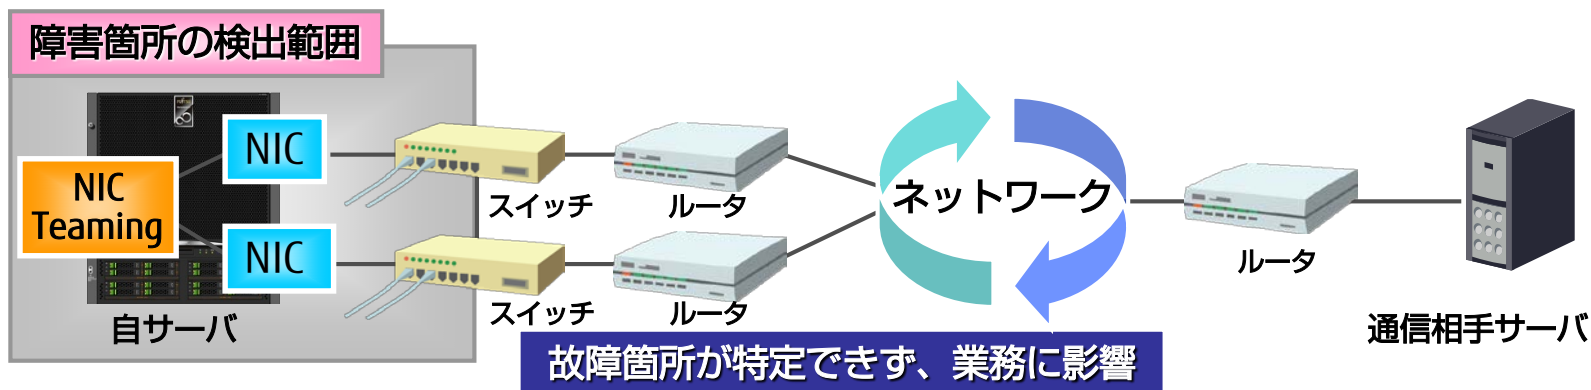 障害箇所の検出範囲
NIC
NIC
Teaming
NIC
自サーバ
スイッチ
ルータ
スイッチ
ルータ
ネットワーク
ルータ
通信相手サーバ
故障箇所が特定できず、業務に影響